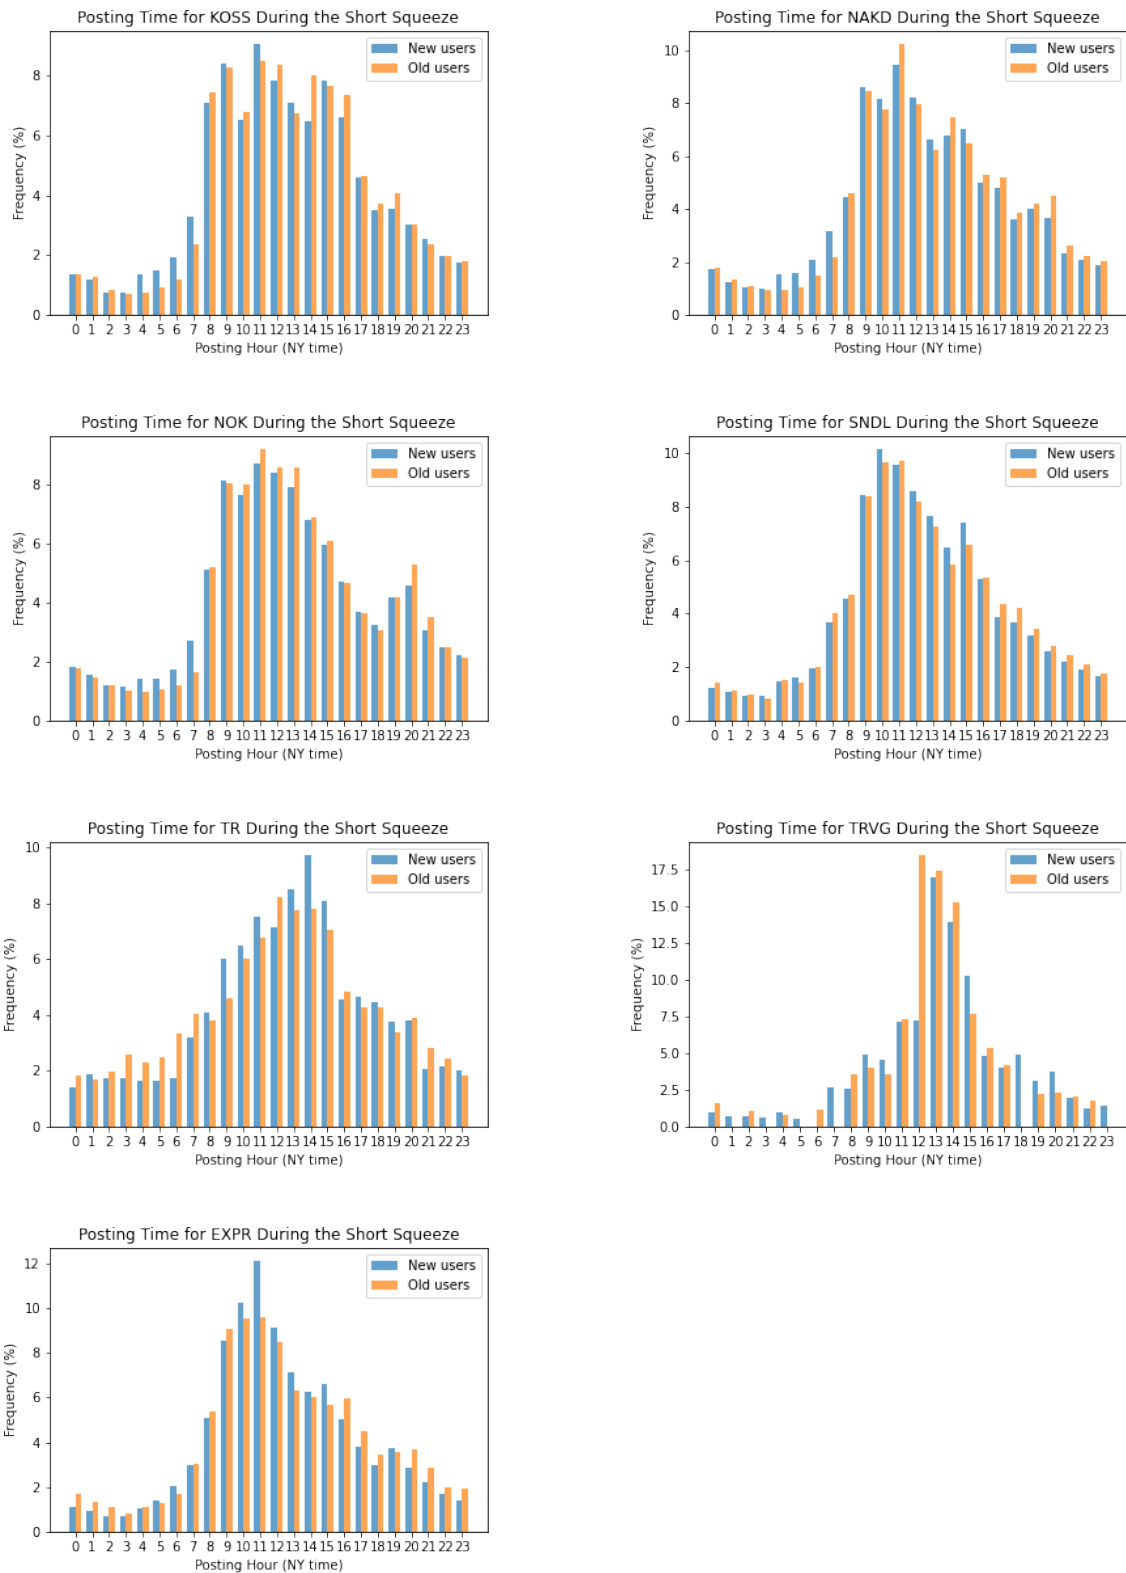 Posting Time for KOSS During the Short Squeeze
New users
Old users
8
6
4
2
0
Frequency (%)
0 1 2 3 4 5 6 7 8 9 10 11 12 13 14 15 16 17 18 19 20 21 22 23
Posting Hour (NY time)
Posting Time for NAKD During the Short Squeeze
New users
Old users
10
8
6
4
2
0
Frequency (%)
0 1 2 3 4 5 6 7 8 9 10 11 12 13 14 15 16 17 18 19 20 21 22 23
Posting Hour (NY time)
Posting Time for NOK During the Short Squeeze
New users
Old users
8
6
4
2
0
Frequency (%)
0 1 2 3 4 5 6 7 8 9 10 11 12 13 14 15 16 17 18 19 20 21 22 23
Posting Hour (NY time)
Posting Time for SNDL During the Short Squeeze
New users
Old users
10
8
6
4
2
0
Frequency (%)
0 1 2 3 4 5 6 7 8 9 10 11 12 13 14 15 16 17 18 19 20 21 22 23
Posting Hour (NY time)
Posting Time for TR During the Short Squeeze
New users
Old users
10
8
6
4
2
0
Frequency (%)
0 1 2 3 4 5 6 7 8 9 10 11 12 13 14 15 16 17 18 19 20 21 22 23
Posting Hour (NY time)
Posting Time for TRVG During the Short Squeeze
New users
Old users
17.5
15.0
12.5
10.0
7.5
5.0
2.5
0.0
Frequency (%)
0 1 2 3 4 5 6 7 8 9 10 11 12 13 14 15 16 17 18 19 20 21 22 23
Posting Hour (NY time)
Posting Time for EXPR During the Short Squeeze
New users
Old users
12
10
8
6
4
2
0
Frequency (%)
0 1 2 3 4 5 6 7 8 9 10 11 12 13 14 15 16 17 18 19 20 21 22 23
Posting Hour (NY time)